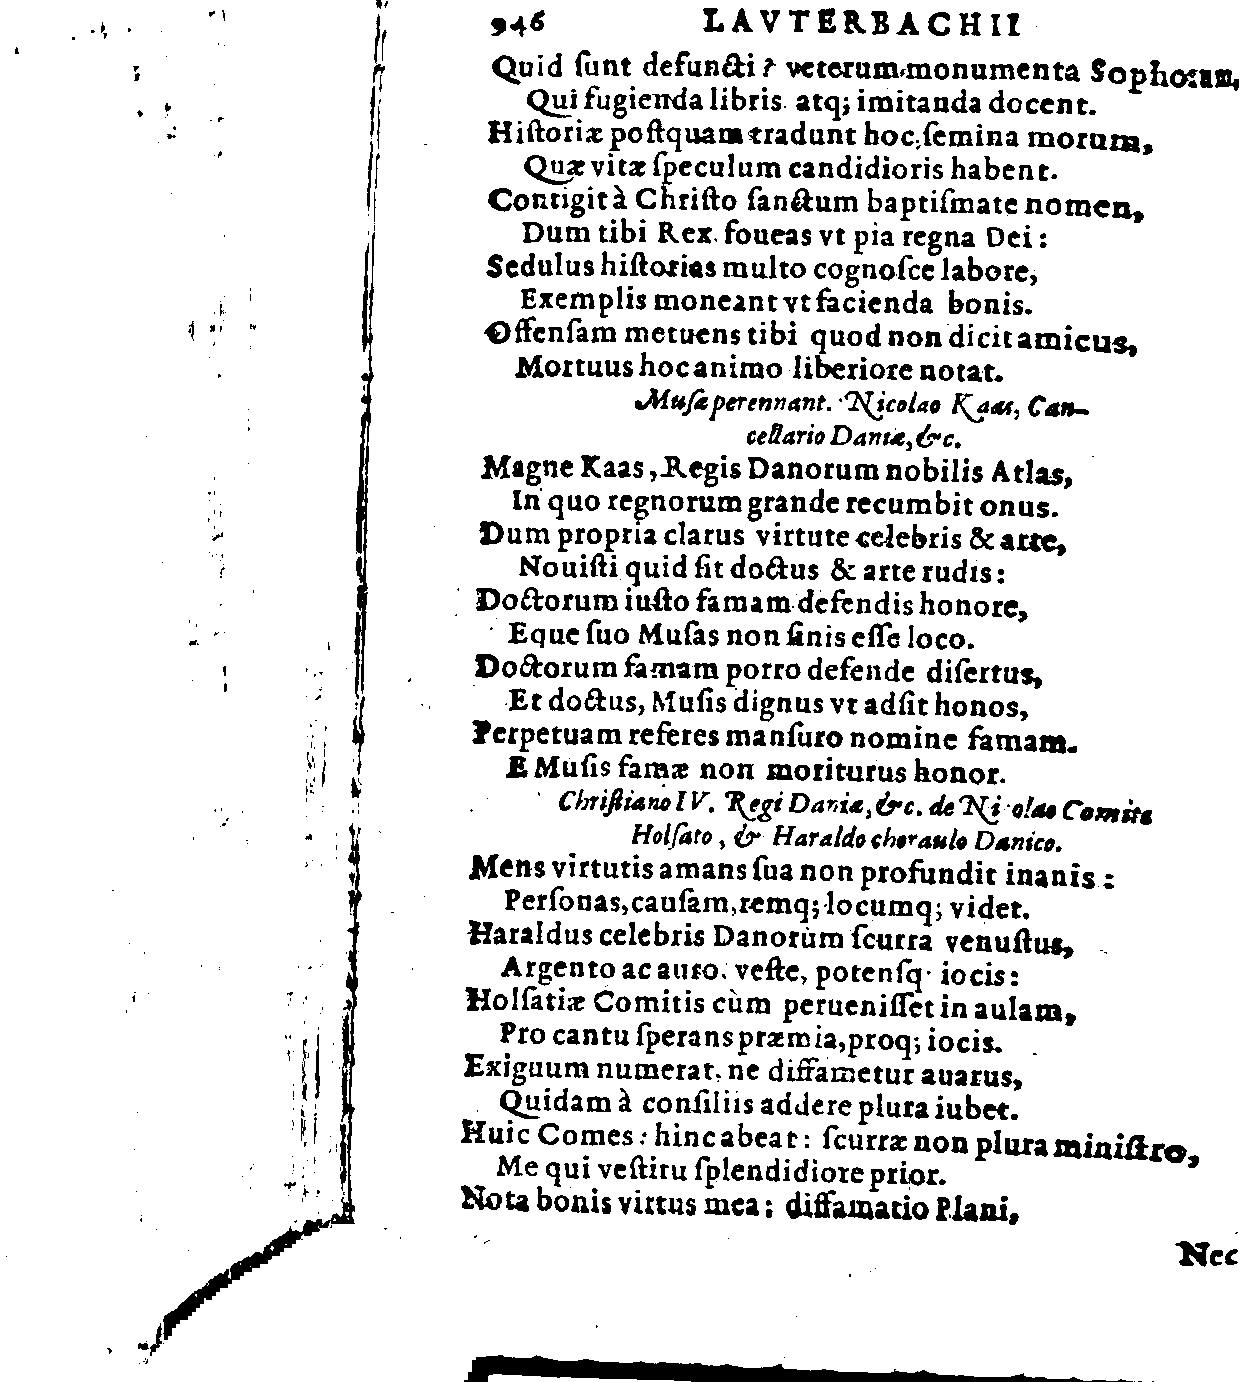 946 LAVTERBACHII
Quid ſunt defuncti? veterum monumenta Sophorum,
Qui fugienda libris atq; imitanda docent.
Hiſtoriæ poſtquam tradunt hoc, ſemina morum,
Quæ vitæ ſpeculum candidioris habent.
Contigit à Chriſto ſanctum baptiſmate nomen,
Dum tibi Rex foueas vt pia regna Dei:
Sedulus hiſtorias multo cognoſce labore,
Exemplis moneant vt facienda bonis.
Offenſam metuens tibi quod non dicit amicus,
Mortuus hoc animo liberiore notat.
Muſæ perennant. Nicolao Kaas, Can-
cellario Daniæ, &c.
Magne Kaas, Regis Danorum nobilis Atlas,
In quo regnorum grande recumbit onus.
Dum propria clarus virtute celebris & arte,
Nouiſti quid ſit doctus & arte rudis:
Doctorum iuſto famam defendis honore,
Eque ſuo Muſas non ſinis eſſe loco.
Doctorum famam porro defende diſertus,
Et doctus, Muſis dignus vt adſit honos,
Perpetuam referes manſuro nomine famam.
E Muſis famæ non moriturus honor.
Chriſtiano IV. Regi Daniæ, &c. de Nicolao Comite
Holſato, & Haraldo choraulo Danico.
Mens virtutis amans ſua non profundit inanis:
Perſonas, cauſam, remq; locumq; videt.
Haraldus celebris Danorùm ſcurra venuſtus,
Argento ac auro, veſte, potenſq; iocis:
Holſatiæ Comitis cùm perueniſſet in aulam,
Pro cantu ſperans præmia, proq; iocis.
Exiguum numerat, ne diffametur auarus,
Quidam à conſiliis addere plura iubet.
Huic Comes: hinc abeat: ſcurræ non plura miniſtro,
Me qui veſtitu ſplendidiore prior.
Nota bonis virtus mea: diffamatio Plani,
Nec